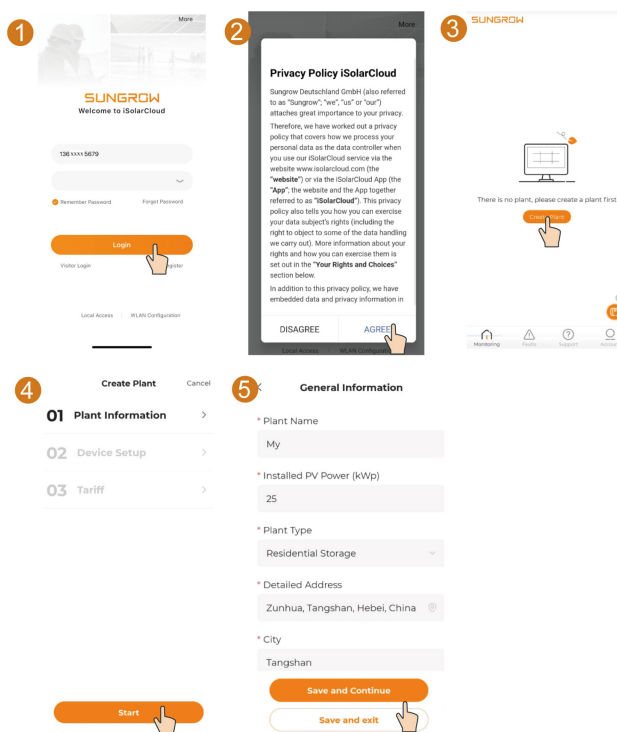 1
More
SUNGROW
Welcome to iSolarCloud
136 xxxx 5679
Remember Password
Forgot Password
Login
Visitor Login
Register
Local Access
WLAN Configuration
2
More
Privacy Policy iSolarCloud
Sungrow Deutschland GmbH (also referred
to as "Sungrow"; "we", "us" or "our")
attaches great importance to your privacy.
Therefore, we have worked out a privacy
policy that covers how we process your
personal data as the data controller when
you use our iSolarCloud service via the
website www.isolarcloud.com (the
"website") or via the iSolarCloud App (the
"App"; the website and the App together
referred to as "iSolarCloud"). This privacy
policy also tells you how you can exercise
your data subject's rights (including the
right to object to some of the data handling
we carry out). More information about your
rights and how you can exercise them is
set out in the "Your Rights and Choices"
section below.
In addition to this privacy policy, we have
embedded data and privacy information in
DISAGREE
AGREE
Local Access
WLAN Configuration
3
SUNGROW
There is no plant, please create a plant first
Create Plant
Monitoring
Faults
Support
Accou
4
Create Plant
Cancel
01 Plant Information
02 Device Setup
03 Tariff
Start
5
General Information
* Plant Name
My
* Installed PV Power (kWp)
25
* Plant Type
Residential Storage
* Detailed Address
Zunhua, Tangshan, Hebei, China
* City
Tangshan
Save and Continue
Save and exit